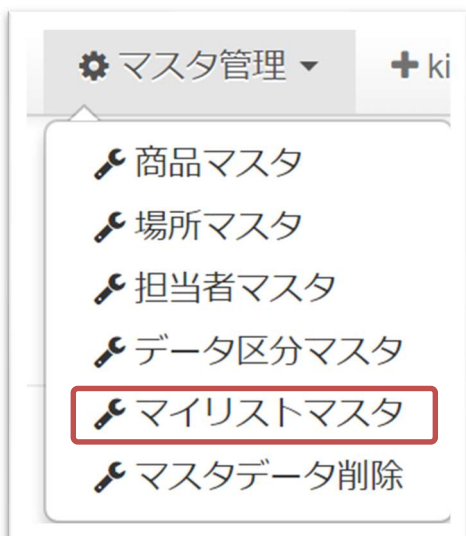 マスタ管理 + ki
商品マスタ
場所マスタ
担当者マスタ
データ区分マスタ
マイリストマスタ
マスタデータ削除